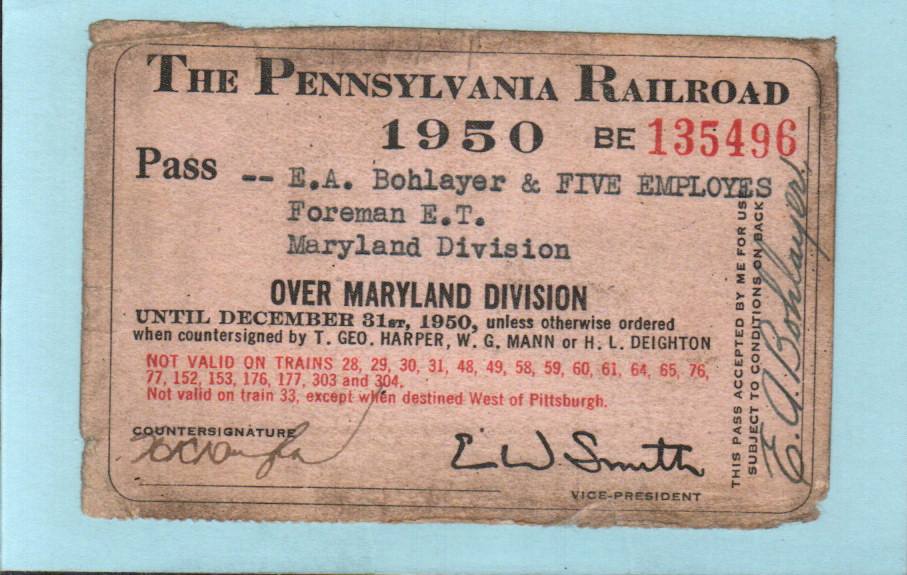 THE PENNSYLVANIA RAILROAD
1950 BE 135496
Pass -- E.A. Bohlayer & FIVE EMPLOYES
Foreman E.T.
Maryland Division
OVER MARYLAND DIVISION
UNTIL DECEMBER 31ST, 1950, unless otherwise ordered
when countersigned by T. GEO. HARPER, W. G. MANN or H. L. DEIGHTON
NOT VALID ON TRAINS 28, 29, 30, 31, 48, 49, 58, 59, 60, 61, 64, 65, 76,
77, 152, 153, 176, 177, 303 and 304.
Not valid on train 33, except when destined West of Pittsburgh.
COUNTERSIGNATURE
E W. Smith
VICE-PRESIDENT
THIS PASS ACCEPTED BY ME FOR USE
SUBJECT TO CONDITIONS ON BACK
E. A. Bohlayer.